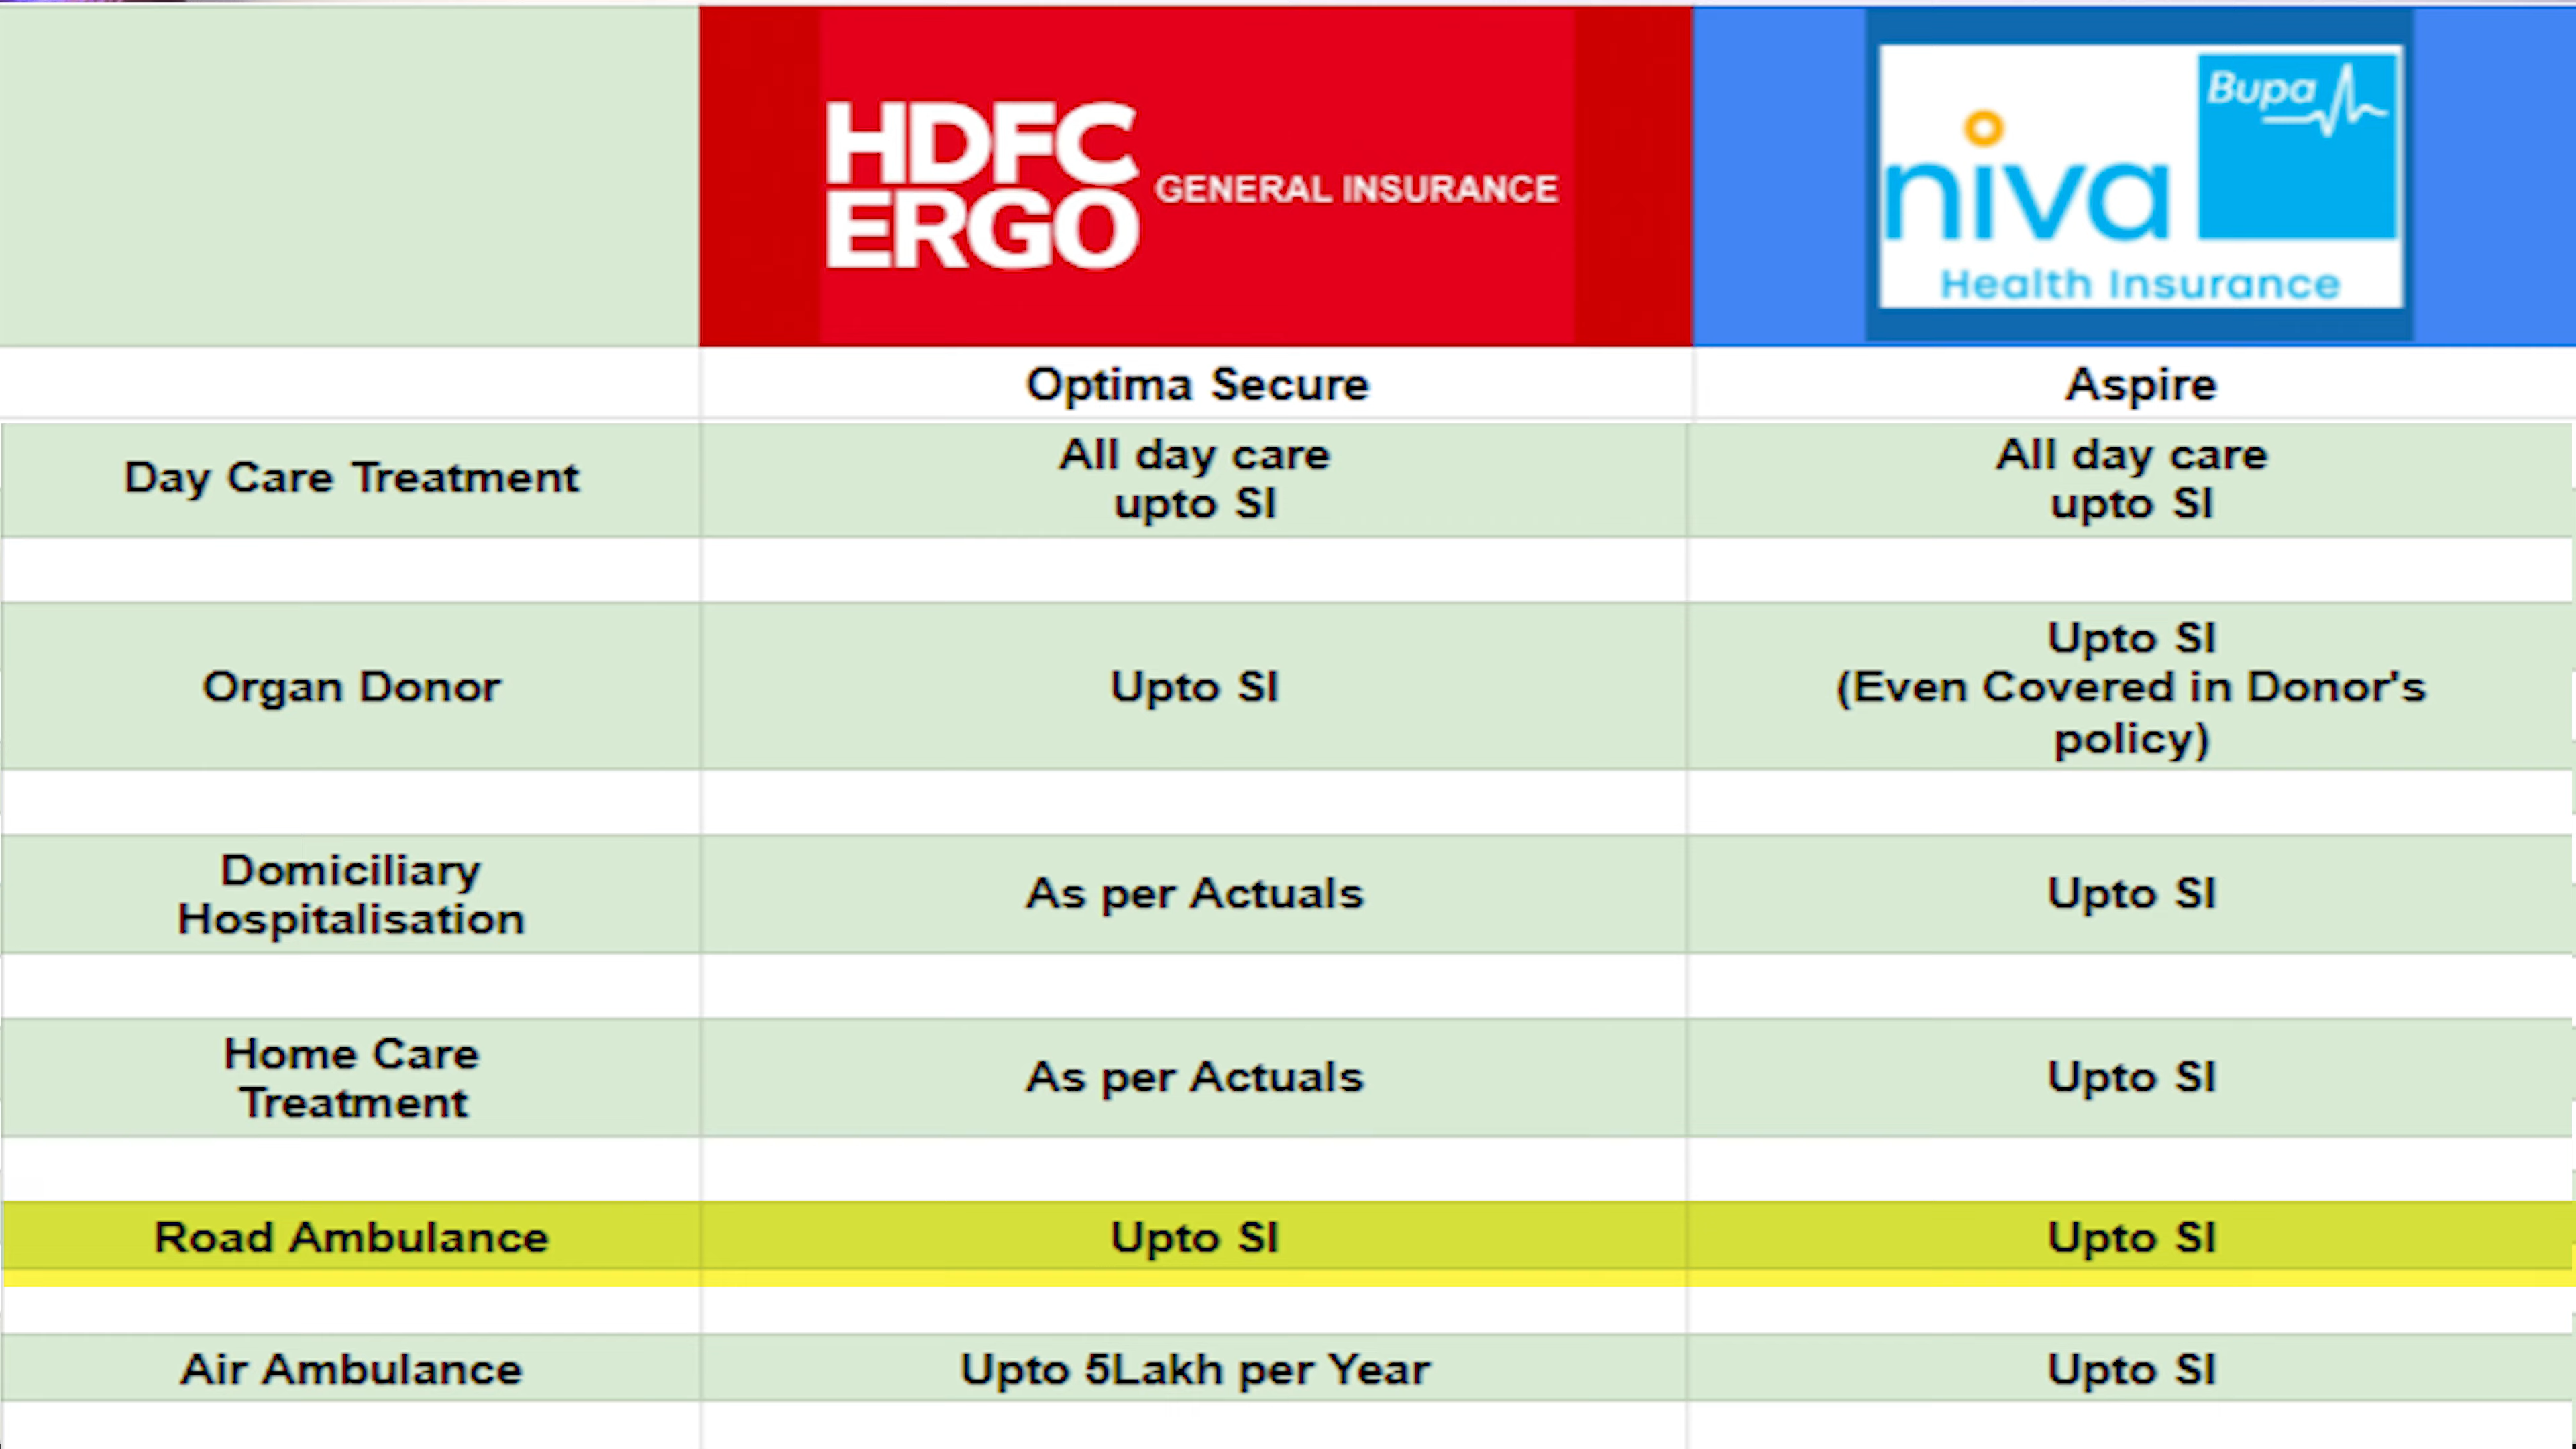 HDFC
ERGO GENERAL INSURANCE
Bupa
niva
Health Insurance
Optima Secure
Aspire
Day Care Treatment
All day care
upto SI
All day care
upto SI
Organ Donor
Upto SI
Upto SI
(Even Covered in Donor's
policy)
Domiciliary
Hospitalisation
As per Actuals
Upto SI
Home Care
Treatment
As per Actuals
Upto SI
Road Ambulance
Upto SI
Upto SI
Air Ambulance
Upto 5Lakh per Year
Upto SI